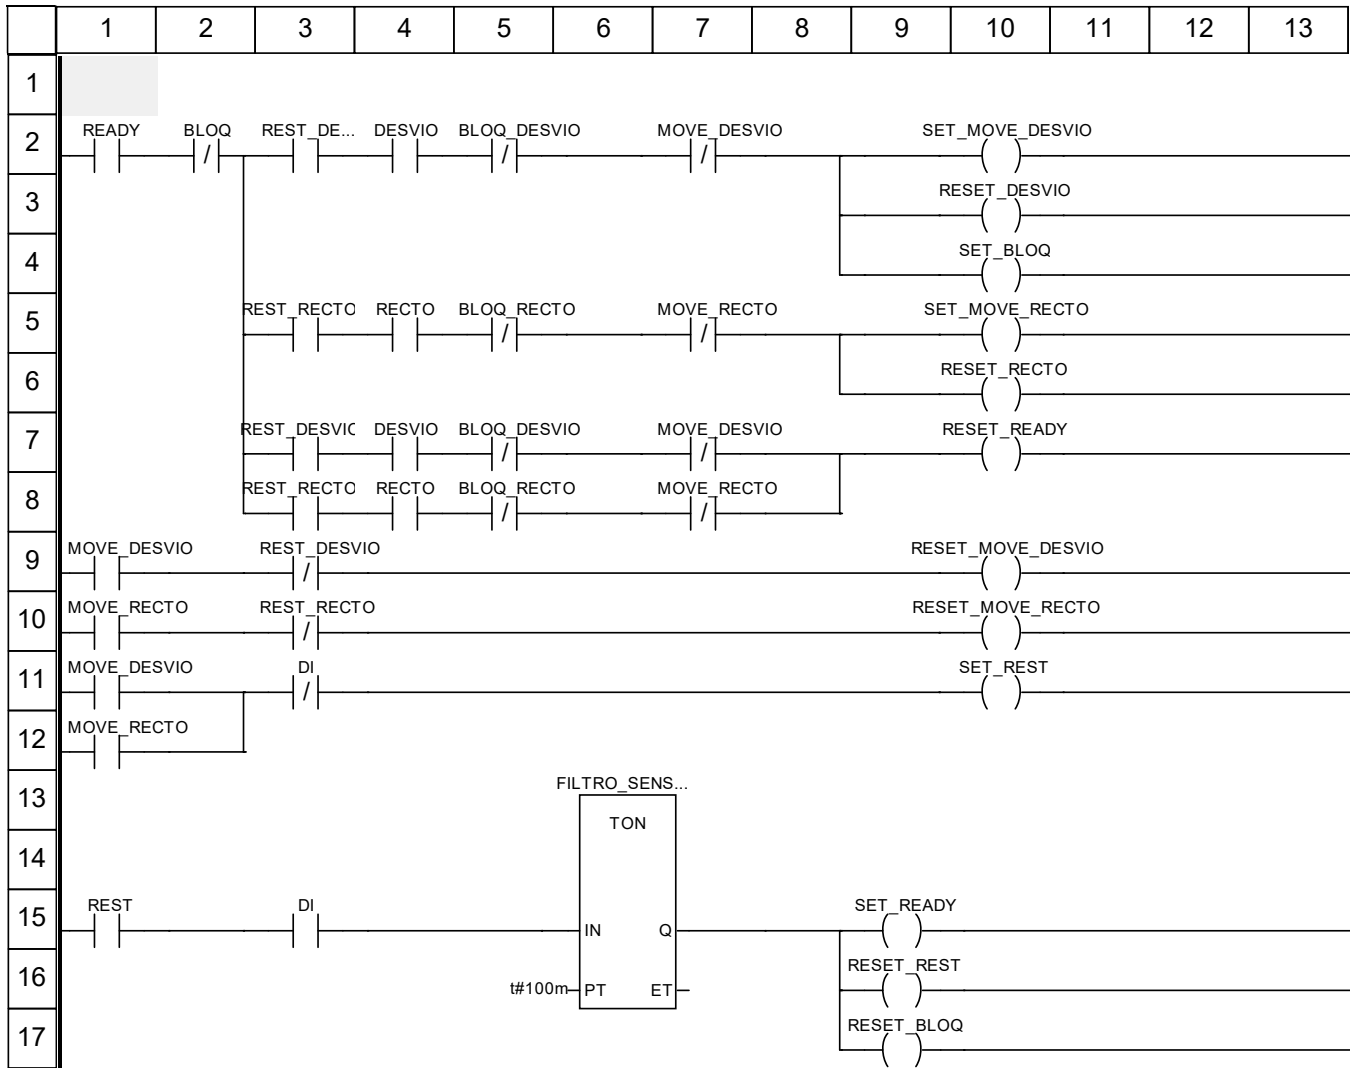 1 2 3 4 5 6 7 8 9 10 11 12 13
1
READY BLOQ REST_DE... DESVIO BLOQ_DESVIO MOVE_DESVIO SET_MOVE_DESVIO
2 / / /
3 RESET_DESVIO
4 SET_BLOQ
REST_RECTO RECTO BLOQ_RECTO MOVE_RECTO SET_MOVE_RECTO
5 / /
6 RESET_RECTO
REST_DESVIO DESVIO BLOQ_DESVIO MOVE_DESVIO RESET_READY
7 / /
REST_RECTO RECTO BLOQ_RECTO MOVE_RECTO
8 / /
MOVE_DESVIO REST_DESVIO RESET_MOVE_DESVIO
9 /
MOVE_RECTO REST_RECTO RESET_MOVE_RECTO
10 /
MOVE_DESVIO DI SET_REST
11 /
12 MOVE_RECTO
FILTRO_SENS...
13
TON
14
REST DI SET_READY
15 IN Q
RESET_REST
16 t#100m PT ET
17 RESET_BLOQ